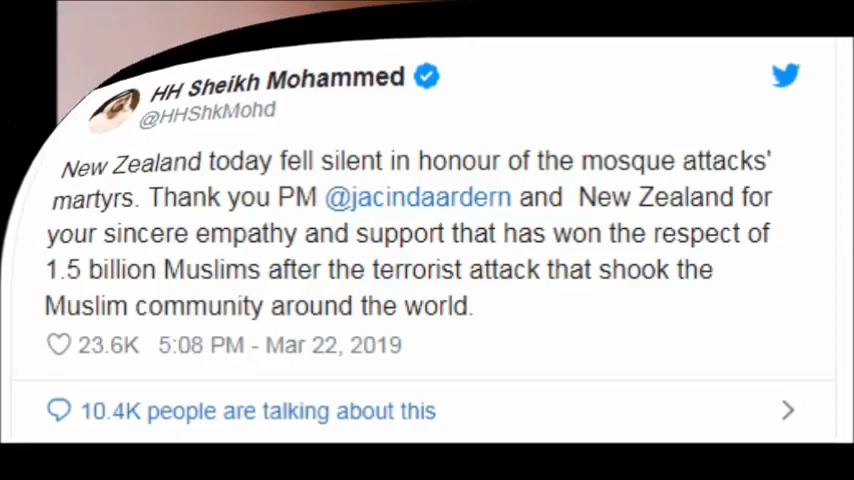 HH Sheikh Mohammed
@HHShkMohd
New Zealand today fell silent in honour of the mosque attacks'
martyrs. Thank you PM @jacindaardern and New Zealand for
your sincere empathy and support that has won the respect of
1.5 billion Muslims after the terrorist attack that shook the
Muslim community around the world.
23.6K 5:08 PM - Mar 22, 2019
10.4K people are talking about this